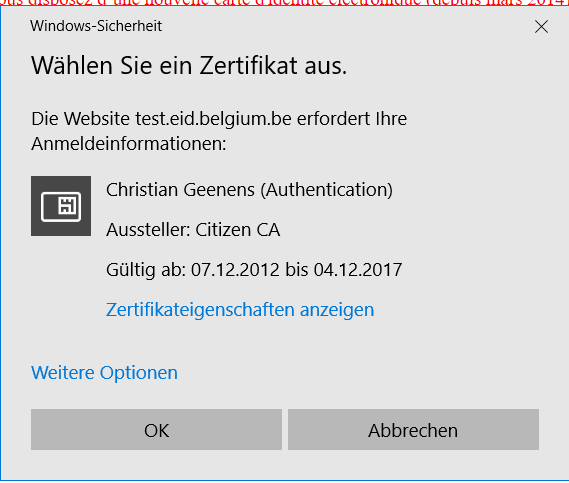 vous disposez d'une nouvelle carte d'identité électronique (depuis mars 2014)
Windows-Sicherheit
Wählen Sie ein Zertifikat aus.
Die Website test.eid.belgium.be erfordert Ihre
Anmeldeinformationen:
Christian Geenens (Authentication)
Aussteller: Citizen CA
Gültig ab: 07.12.2012 bis 04.12.2017
Zertifikateigenschaften anzeigen
Weitere Optionen
OK
Abbrechen